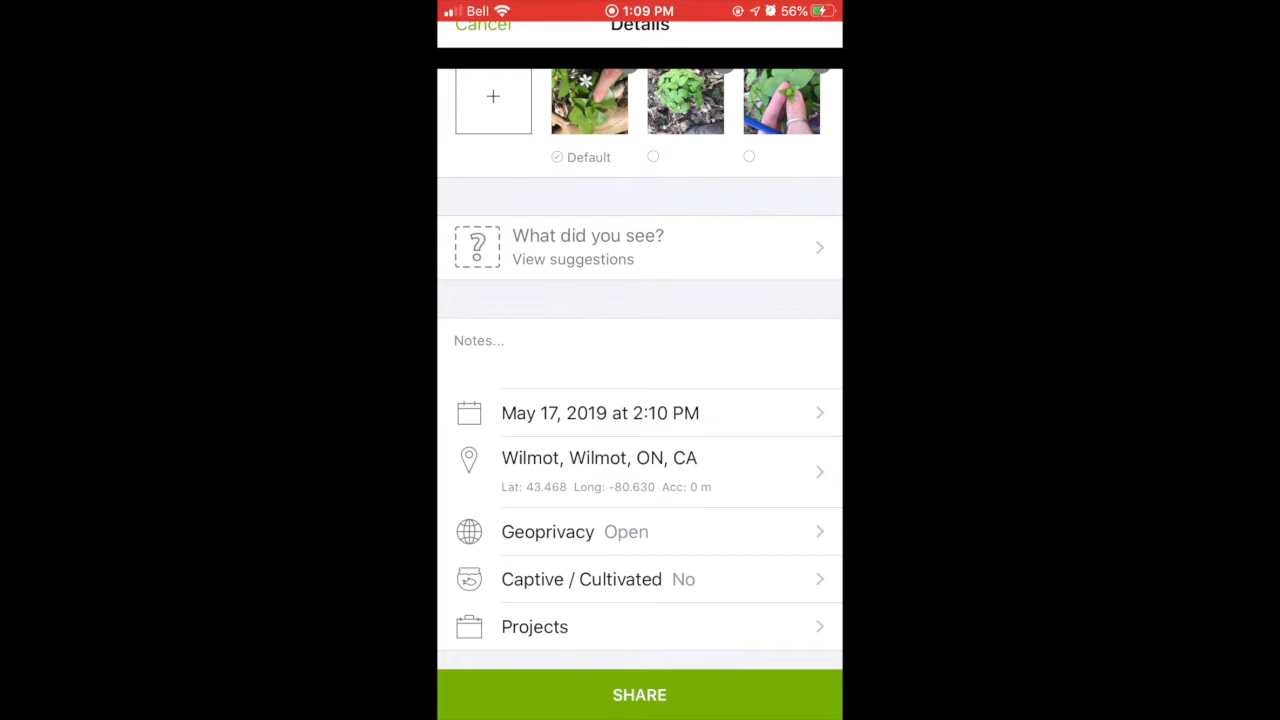 Bell 1:09 PM 56%
Cancel Details
+
Default
?
What did you see?
View suggestions
Notes...
May 17, 2019 at 2:10 PM
Wilmot, Wilmot, ON, CA
Lat: 43.468 Long: -80.630 Acc: 0 m
Geoprivacy Open
Captive / Cultivated No
Projects
SHARE